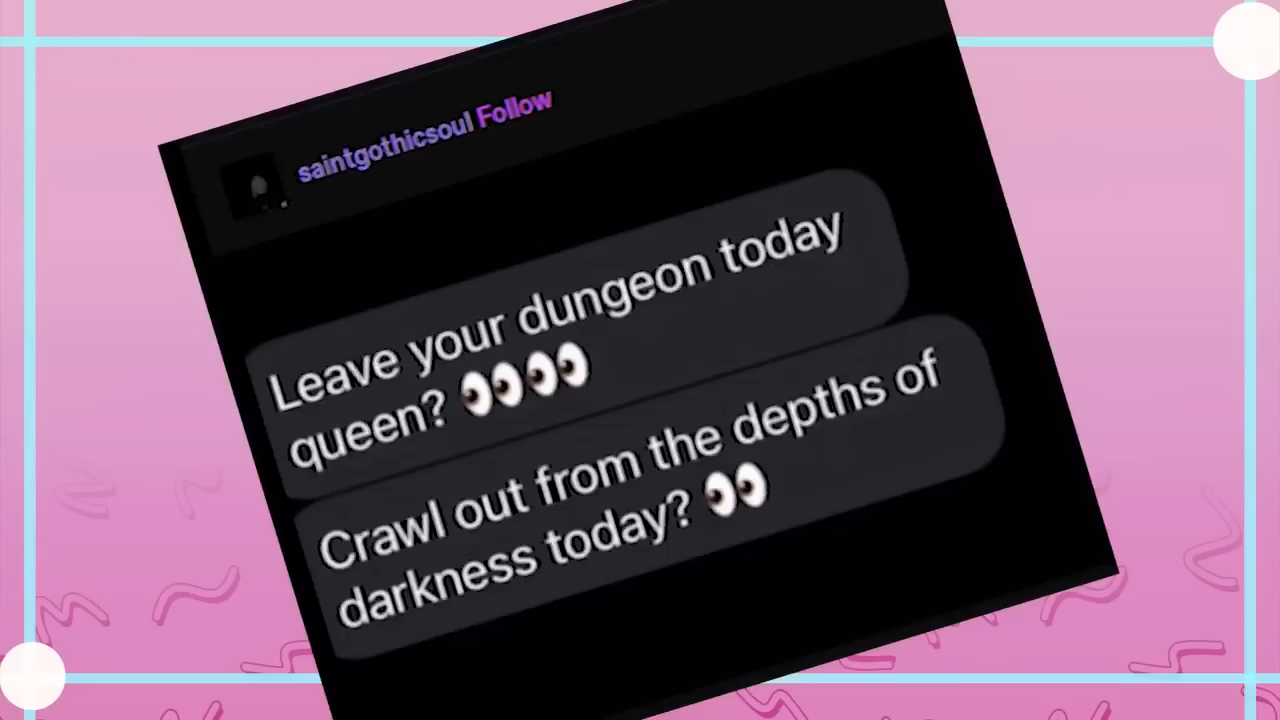 saintgothicsoul Follow
Leave your dungeon today
queen? 👀👀
Crawl out from the depths of
darkness today? 👀